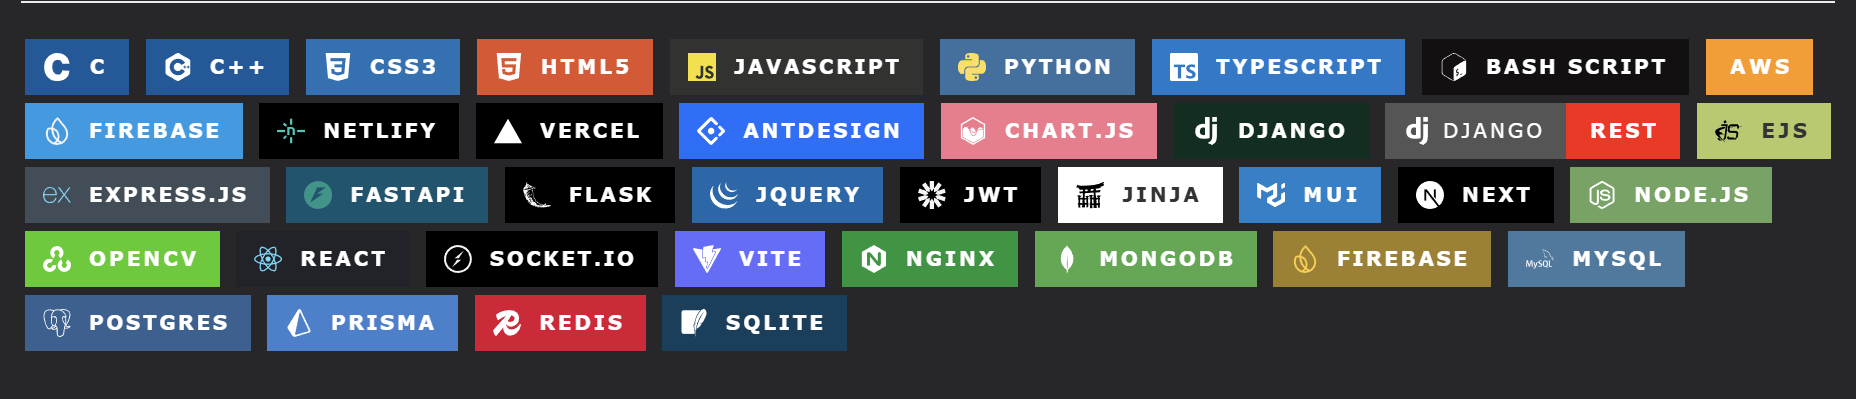 C C++ CSS3 HTML5 JS JAVASCRIPT PYTHON TS TYPESCRIPT BASH SCRIPT AWS
FIREBASE n NETLIFY VERCEL ANTDESIGN CHART.JS dj DJANGO dj DJANGO REST JS EJS
ex EXPRESS.JS FASTAPI FLASK JQUERY JWT JINJA MUI N NEXT JS NODE.JS
OPENCV REACT SOCKET.IO VITE N NGINX MONGODB FIREBASE MySQL MYSQL
POSTGRES PRISMA REDIS SQLITE